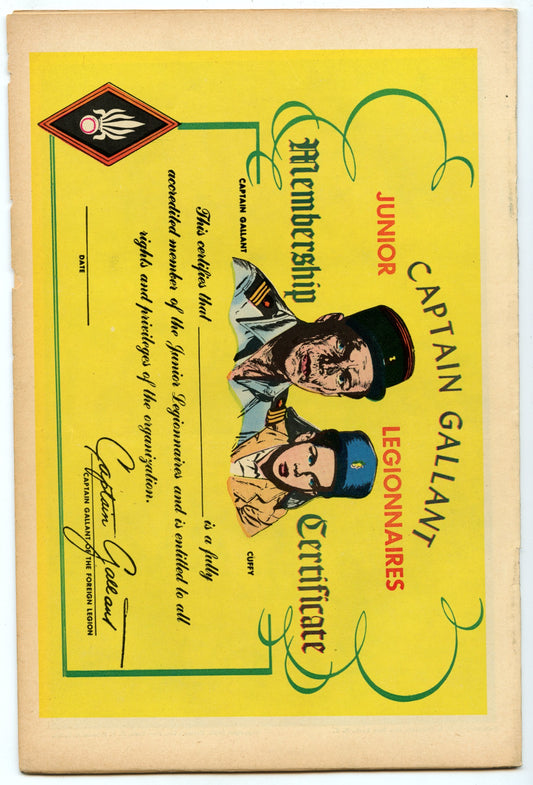 CAPTAIN GALLANT
JUNIOR LEGIONNAIRES
Membership Certificate
CAPTAIN GALLANT
CUFFY
This certifies that is a fully
accredited member of the Junior Legionnaires and is entitled to all
rights and privileges of the organization.
Captain Gallant
DATE
CAPTAIN GALLANT OF THE FOREIGN LEGION